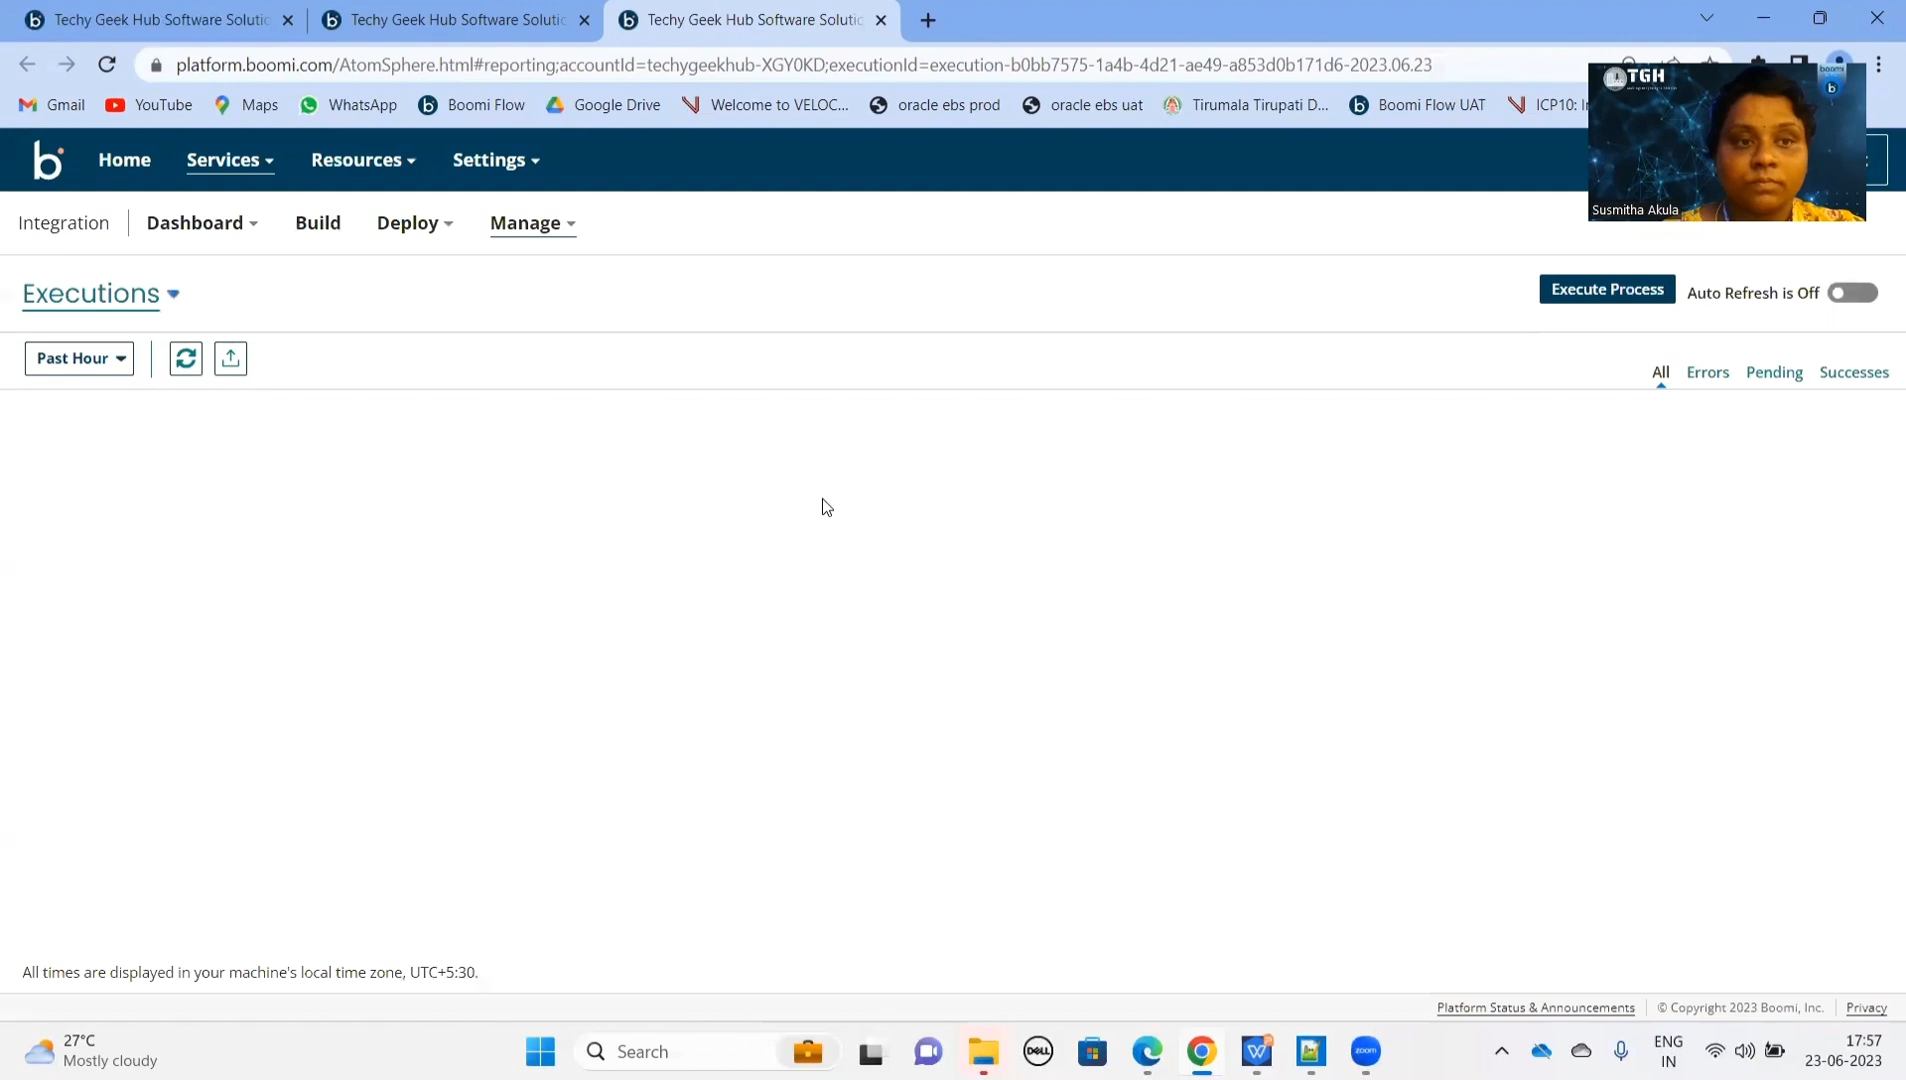 Techy Geek Hub Software Solutic
Techy Geek Hub Software Solutic
Techy Geek Hub Software Solutic
platform.boomi.com/AtomSphere.html#reporting;accountId=techygeekhub-XGY0KD;executionId=execution-b0bb7575-1a4b-4d21-ae49-a853d0b171d6-2023.06.23
Gmail YouTube Maps WhatsApp Boomi Flow Google Drive Welcome to VELOC... oracle ebs prod oracle ebs uat Tirumala Tirupati D... Boomi Flow UAT ICP10: In
TGH
boomi
Susmitha Akula
Home Services Resources Settings
Integration Dashboard Build Deploy Manage
Executions
Execute Process Auto Refresh is Off
Past Hour
All Errors Pending Successes
All times are displayed in your machine's local time zone, UTC+5:30.
Platform Status & Announcements © Copyright 2023 Boomi, Inc. Privacy
27°C
Mostly cloudy
Search
DELL
zoom
ENG
IN
17:57
23-06-2023